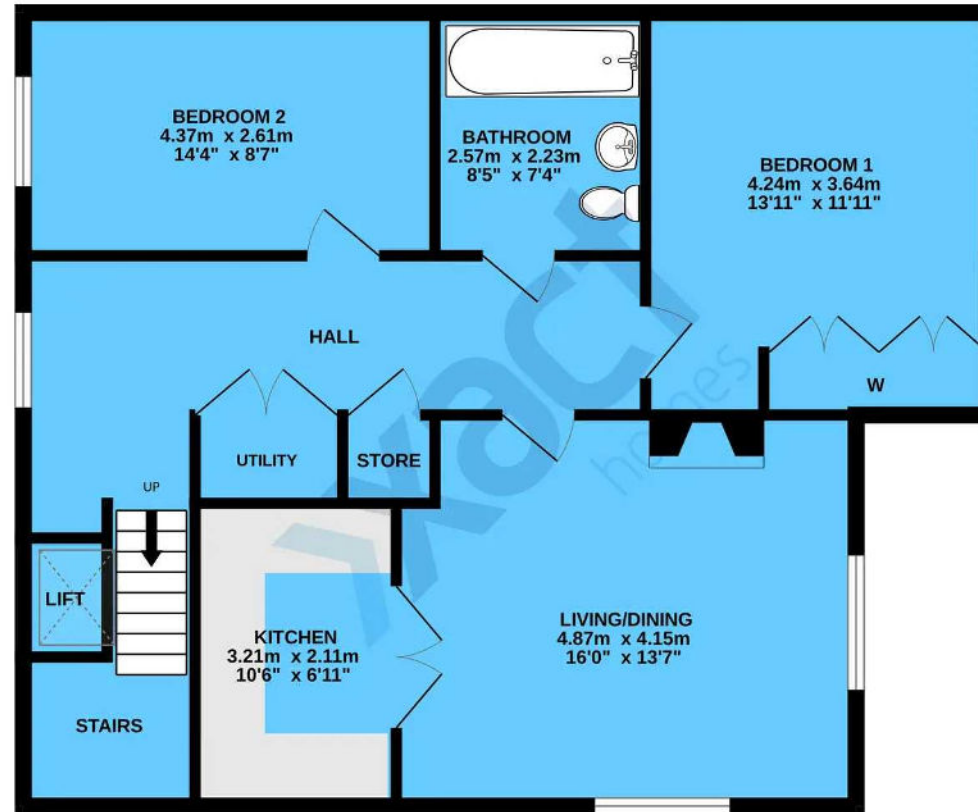 BEDROOM 2
4.37m x 2.61m
14'4" x 8'7"
BATHROOM
2.57m x 2.23m
8'5" x 7'4"
BEDROOM 1
4.24m x 3.64m
13'11" x 11'11"
HALL
W
UTILITY
STORE
UP
LIFT
KITCHEN
3.21m x 2.11m
10'6" x 6'11"
LIVING/DINING
4.87m x 4.15m
16'0" x 13'7"
STAIRS
xact
homes